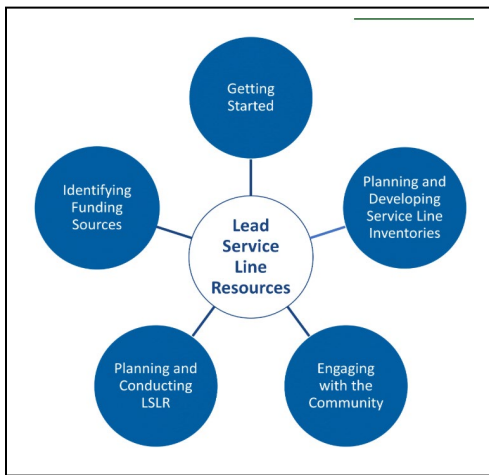 Getting
Started
Planning and
Developing
Service Line
Inventories
Identifying
Funding
Sources
Lead
Service
Line
Resources
Planning and
Conducting
LSLR
Engaging
with the
Community